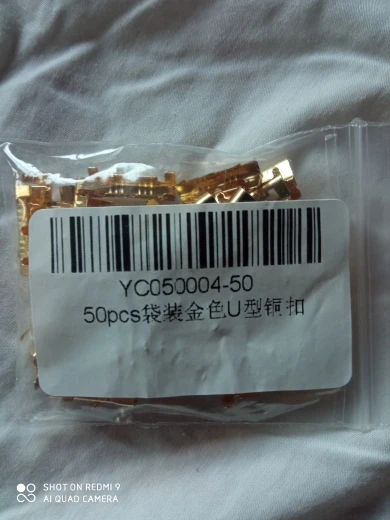 YC050004-50
50pcs袋装金色U型铜扣
SHOT ON REDMI 9
AI QUAD CAMERA